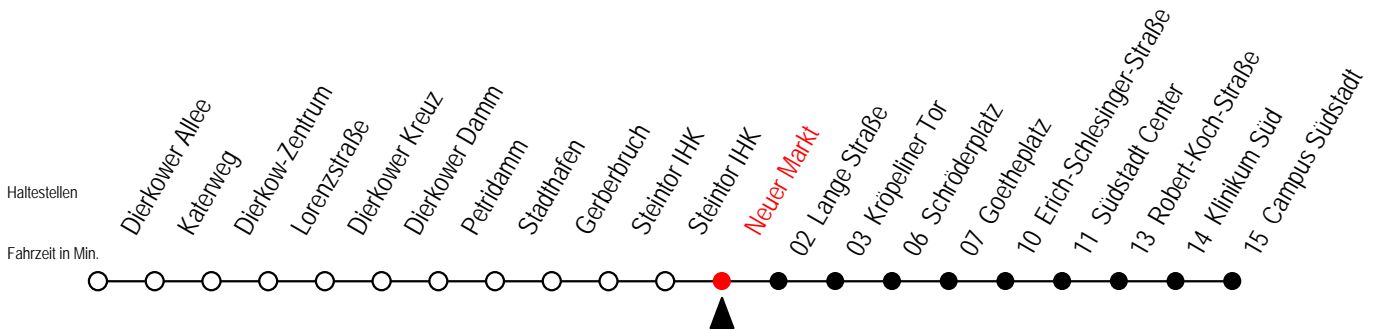 Haltestellen
Fahrzeit in Min.
Dierkower Allee
Katerweg
Dierkow-Zentrum
Lorenzstraße
Dierkower Kreuz
Dierkower Damm
Petridamm
Stadthafen
Gerberbruch
Steintor IHK
Steintor IHK
Neuer Markt
02 Lange Straße
03 Kröpeliner Tor
06 Schröderplatz
07 Goetheplatz
10 Erich-Schlesinger-Straße
11 Südstadt Center
13 Robert-Koch-Straße
14 Klinikum Süd
15 Campus Südstadt